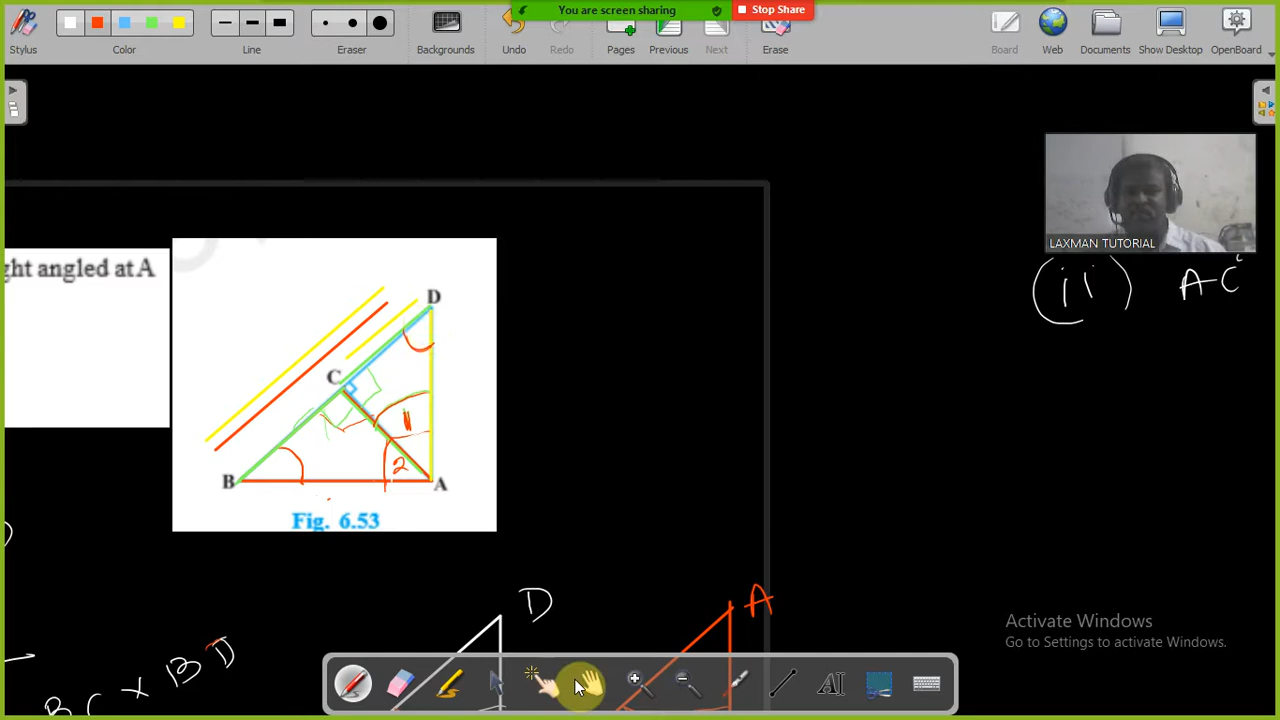 You are screen sharing
Stop Share
Stylus
Color
Line
Eraser
Backgrounds
Undo
Redo
Pages
Previous
Next
Erase
Board
Web
Documents
Show Desktop
OpenBoard
LAXMAN TUTORIAL
(ii) AC
ght angled at A
D
C
1
2
B
A
Fig. 6.53
D
A
BC × BD
Activate Windows
Go to Settings to activate Windows.